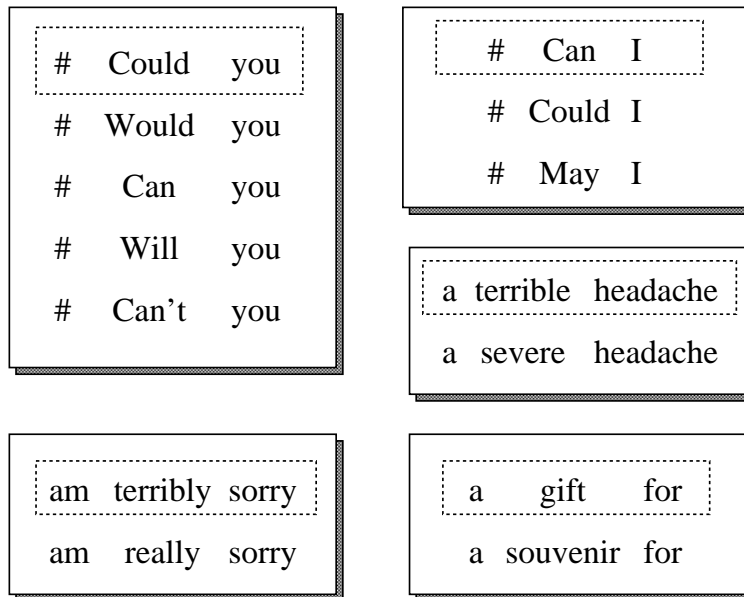 # Could you
# Would you
# Can you
# Will you
# Can't you
# Can I
# Could I
# May I
a terrible headache
a severe headache
am terribly sorry
am really sorry
a gift for
a souvenir for